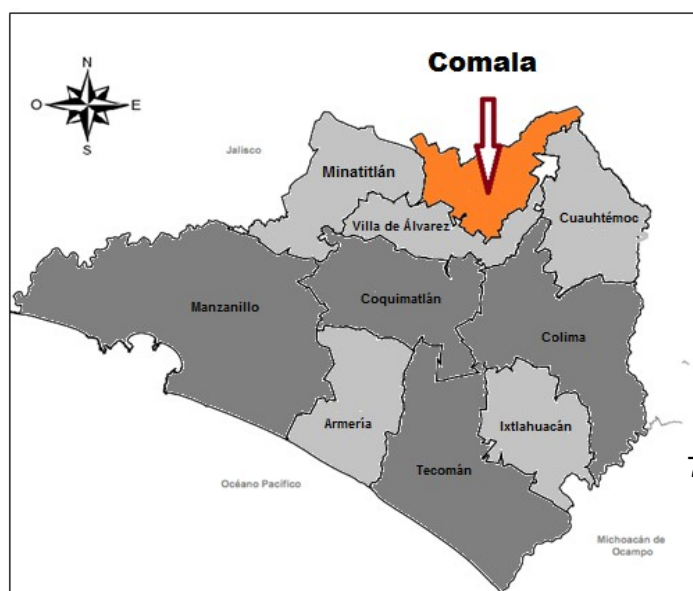 Comala
N
O
E
S
Jalisco
Minatitlán
Villa de Álvarez
Cuauhtémoc
Manzanillo
Coquimatlán
Colima
Armería
Ixtlahuacán
Tecomán
Océano Pacífico
Michoacán de
Ocampo